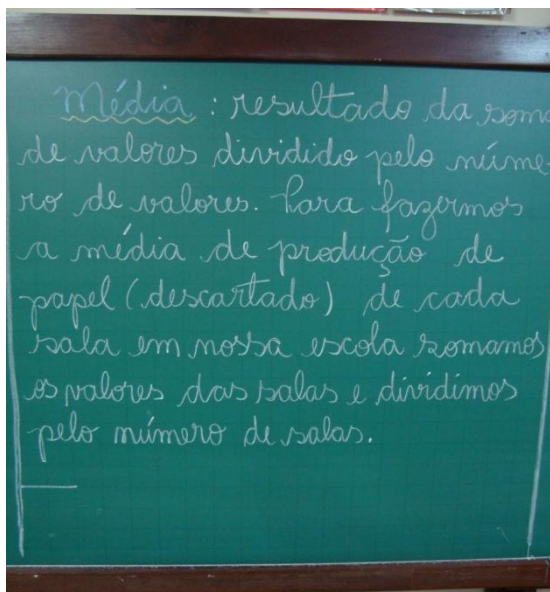 Média : resultado da soma
de valores dividido pelo núme
ro de valores. Para fazermos
a média de produção de
papel (descartado) de cada
sala em nossa escola somamos
os valores das salas e dividimos
pelo número de salas.